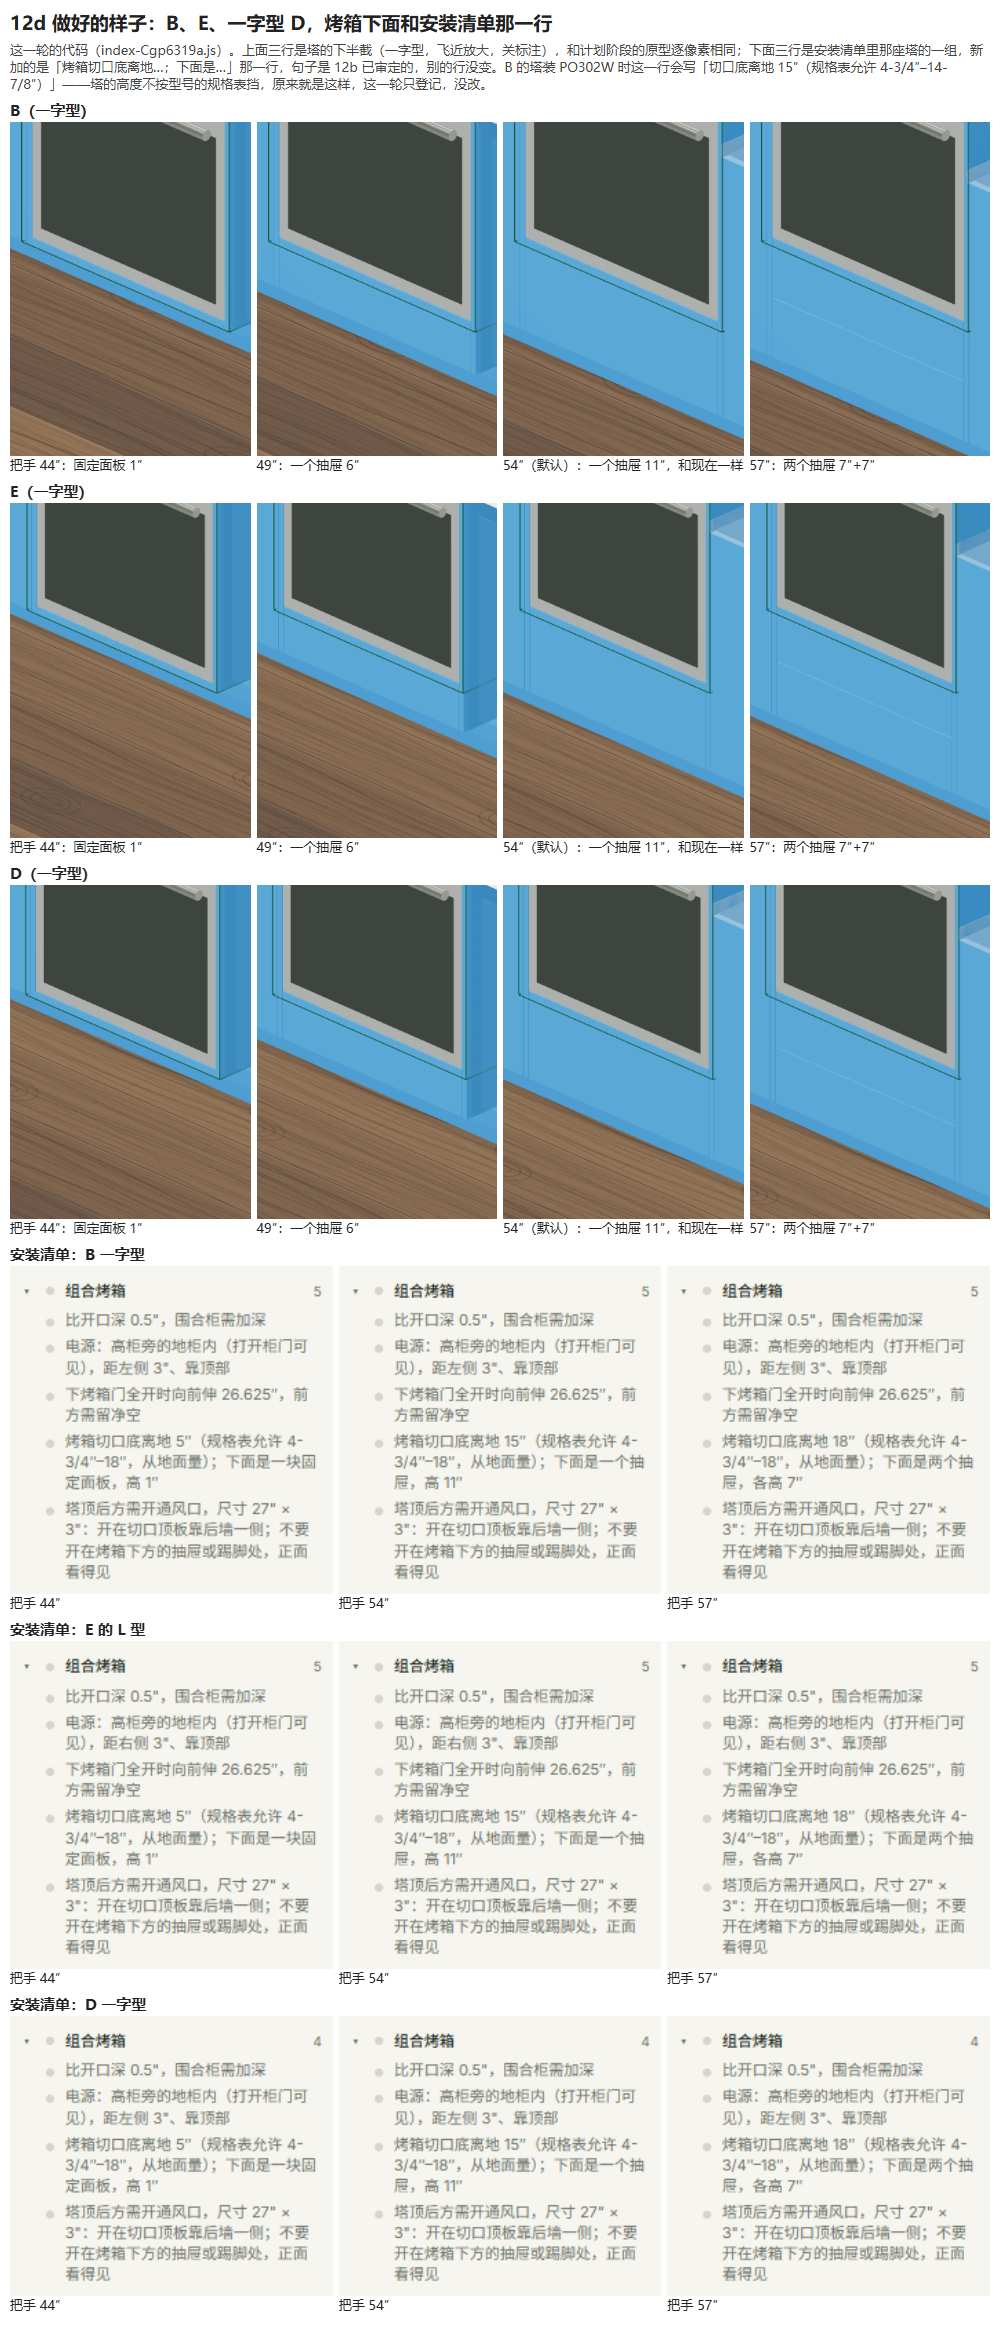 12d 做好的样子：B、E、一字型 D，烤箱下面和安装清单那一行
这一轮的代码（index-Cgp6319a.js）。上面三行是塔的下半截（一字型，飞近放大，关标注），和计划阶段的原型逐像素相同；下面三行是安装清单里那座塔的一组，新
加的是「烤箱切口底离地…；下面是…」那一行，句子是 12b 已审定的，别的行没变。B 的塔装 PO302W 时这一行会写「切口底离地 15″（规格表允许 4-3/4″–14-
7/8″）」——塔的高度不按型号的规格表挡，原来就是这样，这一轮只登记，没改。
B（一字型）
把手 44″：固定面板 1″
49″：一个抽屉 6″
54″（默认）：一个抽屉 11″，和现在一样
57″：两个抽屉 7″+7″
E（一字型）
把手 44″：固定面板 1″
49″：一个抽屉 6″
54″（默认）：一个抽屉 11″，和现在一样
57″：两个抽屉 7″+7″
D（一字型）
把手 44″：固定面板 1″
49″：一个抽屉 6″
54″（默认）：一个抽屉 11″，和现在一样
57″：两个抽屉 7″+7″
安装清单：B 一字型
组合烤箱 5
比开口深 0.5"，围合柜需加深
电源：高柜旁的地柜内（打开柜门可
见），距左侧 3"、靠顶部
下烤箱门全开时向前伸 26.625″，前
方需留净空
烤箱切口底离地 5″（规格表允许 4-
3/4″–18″，从地面量）；下面是一块固
定面板，高 1″
塔顶后方需开通风口，尺寸 27" ×
3"：开在切口顶板靠后墙一侧；不要
开在烤箱下方的抽屉或踢脚处，正面
看得见
把手 44″
组合烤箱 5
比开口深 0.5"，围合柜需加深
电源：高柜旁的地柜内（打开柜门可
见），距左侧 3"、靠顶部
下烤箱门全开时向前伸 26.625″，前
方需留净空
烤箱切口底离地 15″（规格表允许 4-
3/4″–18″，从地面量）；下面是一个抽
屉，高 11″
塔顶后方需开通风口，尺寸 27" ×
3"：开在切口顶板靠后墙一侧；不要
开在烤箱下方的抽屉或踢脚处，正面
看得见
把手 54″
组合烤箱 5
比开口深 0.5"，围合柜需加深
电源：高柜旁的地柜内（打开柜门可
见），距左侧 3"、靠顶部
下烤箱门全开时向前伸 26.625″，前
方需留净空
烤箱切口底离地 18″（规格表允许 4-
3/4″–18″，从地面量）；下面是两个抽
屉，各高 7″
塔顶后方需开通风口，尺寸 27" ×
3"：开在切口顶板靠后墙一侧；不要
开在烤箱下方的抽屉或踢脚处，正面
看得见
把手 57″
安装清单：E 的 L 型
组合烤箱 5
比开口深 0.5"，围合柜需加深
电源：高柜旁的地柜内（打开柜门可
见），距右侧 3"、靠顶部
下烤箱门全开时向前伸 26.625″，前
方需留净空
烤箱切口底离地 5″（规格表允许 4-
3/4″–18″，从地面量）；下面是一块固
定面板，高 1″
塔顶后方需开通风口，尺寸 27" ×
3"：开在切口顶板靠后墙一侧；不要
开在烤箱下方的抽屉或踢脚处，正面
看得见
把手 44″
组合烤箱 5
比开口深 0.5"，围合柜需加深
电源：高柜旁的地柜内（打开柜门可
见），距右侧 3"、靠顶部
下烤箱门全开时向前伸 26.625″，前
方需留净空
烤箱切口底离地 15″（规格表允许 4-
3/4″–18″，从地面量）；下面是一个抽
屉，高 11″
塔顶后方需开通风口，尺寸 27" ×
3"：开在切口顶板靠后墙一侧；不要
开在烤箱下方的抽屉或踢脚处，正面
看得见
把手 54″
组合烤箱 5
比开口深 0.5"，围合柜需加深
电源：高柜旁的地柜内（打开柜门可
见），距右侧 3"、靠顶部
下烤箱门全开时向前伸 26.625″，前
方需留净空
烤箱切口底离地 18″（规格表允许 4-
3/4″–18″，从地面量）；下面是两个抽
屉，各高 7″
塔顶后方需开通风口，尺寸 27" ×
3"：开在切口顶板靠后墙一侧；不要
开在烤箱下方的抽屉或踢脚处，正面
看得见
把手 57″
安装清单：D 一字型
组合烤箱 4
比开口深 0.5"，围合柜需加深
电源：高柜旁的地柜内（打开柜门可
见），距左侧 3"、靠顶部
烤箱切口底离地 5″（规格表允许 4-
3/4″–18″，从地面量）；下面是一块固
定面板，高 1″
塔顶后方需开通风口，尺寸 27" ×
3"：开在切口顶板靠后墙一侧；不要
开在烤箱下方的抽屉或踢脚处，正面
看得见
把手 44″
组合烤箱 4
比开口深 0.5"，围合柜需加深
电源：高柜旁的地柜内（打开柜门可
见），距左侧 3"、靠顶部
烤箱切口底离地 15″（规格表允许 4-
3/4″–18″，从地面量）；下面是一个抽
屉，高 11″
塔顶后方需开通风口，尺寸 27" ×
3"：开在切口顶板靠后墙一侧；不要
开在烤箱下方的抽屉或踢脚处，正面
看得见
把手 54″
组合烤箱 4
比开口深 0.5"，围合柜需加深
电源：高柜旁的地柜内（打开柜门可
见），距左侧 3"、靠顶部
烤箱切口底离地 18″（规格表允许 4-
3/4″–18″，从地面量）；下面是两个抽
屉，各高 7″
塔顶后方需开通风口，尺寸 27" ×
3"：开在切口顶板靠后墙一侧；不要
开在烤箱下方的抽屉或踢脚处，正面
看得见
把手 57″